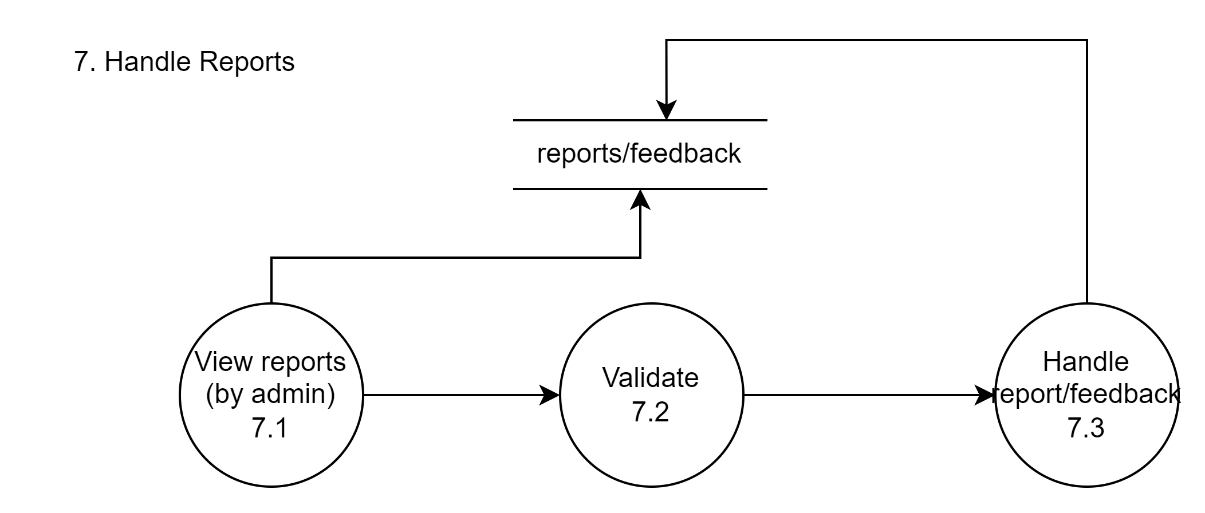 7. Handle Reports
reports/feedback
View reports
(by admin)
7.1
Validate
7.2
Handle
report/feedback
7.3